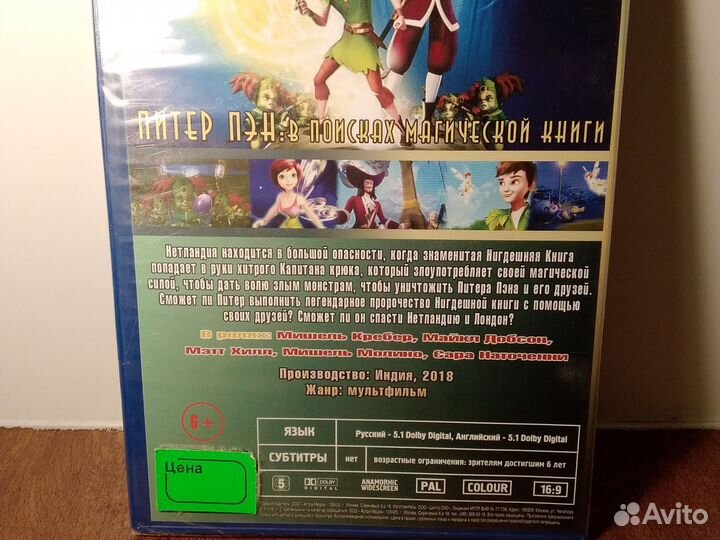 ПИТЕР ПЭН: В ПОИСКАХ МАГИЧЕСКОЙ КНИГИ
Нетландия находится в большой опасности, когда знаменитая Нигдешная Книга
попадает в руки хитрого Капитана крюка, который злоупотребляет своей магической
силой, чтобы дать волю злым монстрам, чтобы уничтожить Питера Пэна и его друзей.
Сможет ли Питер выполнить легендарное пророчество Нигдешной книги с помощью
своих друзей? Сможет ли он спасти Нетландию и Лондон?
В ролях: Мишель Кребер, Майкл Добсон,
Мэтт Хилл, Мишель Молино, Сара Наточенни
Производство: Индия, 2018
Жанр: мультфильм
6+
ЯЗЫК Русский - 5.1 Dolby Digital, Английский - 5.1 Dolby Digital
СУБТИТРЫ нет возрастные ограничения: зрителям достигшим 6 лет
Цена
5 DOLBY DIGITAL ANAMORPHIC WIDESCREEN PAL COLOUR 16:9
Avito